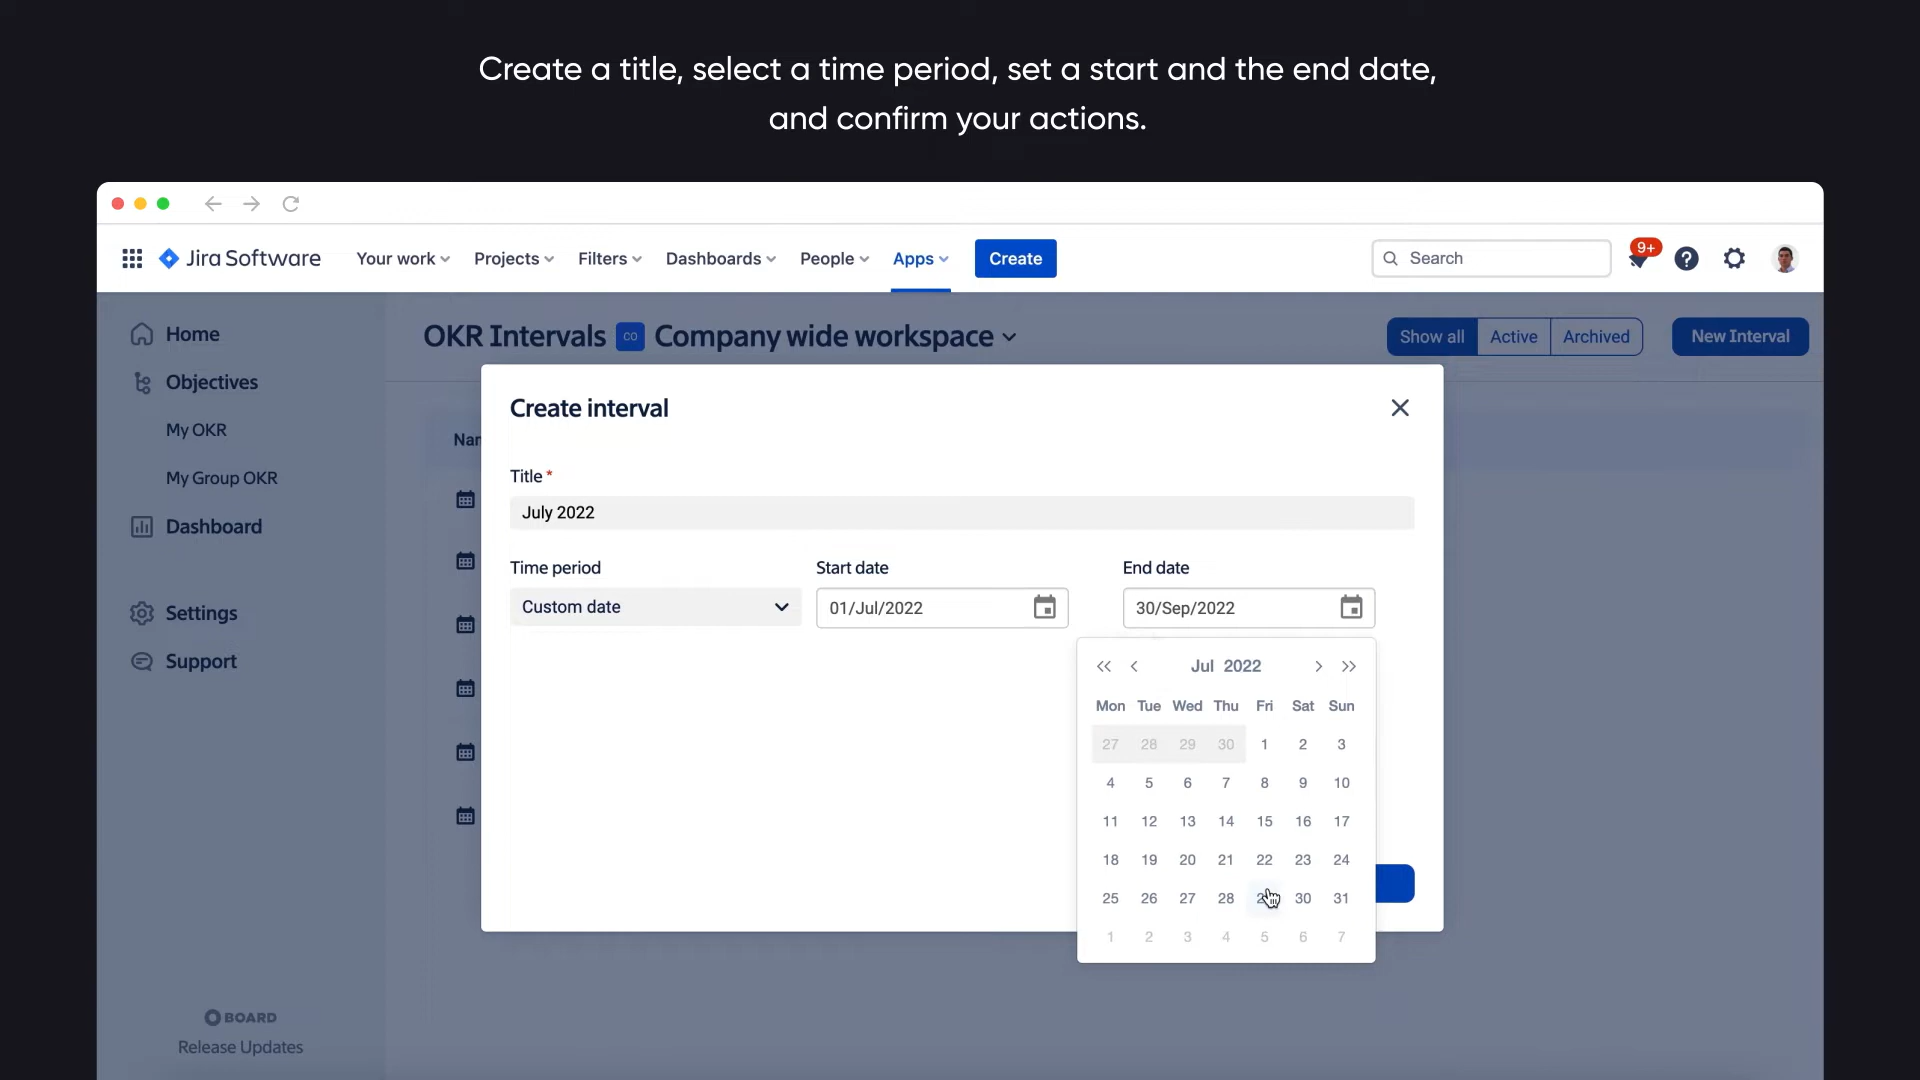 Create a title, select a time period, set a start and the end date,
and confirm your actions.
Jira Software Your work Projects Filters Dashboards People Apps Create Search 9+
Home
Objectives
My OKR
My Group OKR
Dashboard
Settings
Support
BOARD
Release Updates
OKR Intervals CO Company wide workspace Show all Active Archived New Interval
Create interval
Title *
July 2022
Time period Start date End date
Custom date 01/Jul/2022 30/Sep/2022
Jul 2022
Mon Tue Wed Thu Fri Sat Sun
27 28 29 30 1 2 3
4 5 6 7 8 9 10
11 12 13 14 15 16 17
18 19 20 21 22 23 24
25 26 27 28 30 31
1 2 3 4 5 6 7